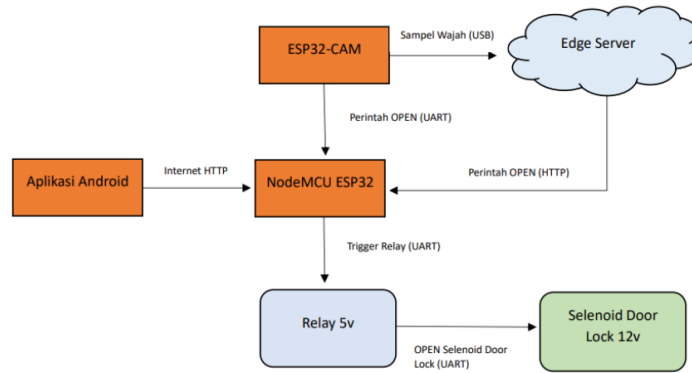 ESP32-CAM
Sampel Wajah (USB)
Edge Server
Perintah OPEN (UART)
Aplikasi Android
Internet HTTP
NodeMCU ESP32
Perintah OPEN (HTTP)
Trigger Relay (UART)
Relay 5v
OPEN Selenoid Door
Lock (UART)
Selenoid Door
Lock 12v